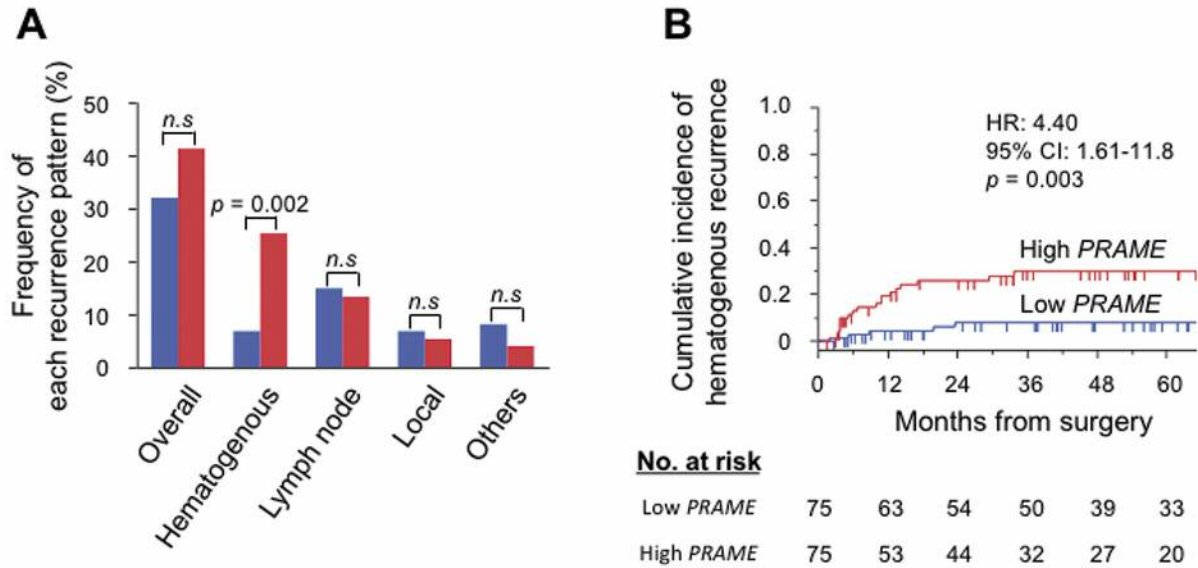 A
Frequency of
each recurrence pattern (%)
50
40
30
20
10
0
n.s
p = 0.002
n.s
n.s
n.s
Overall
Hematogenous
Lymph node
Local
Others
B
Cumulative incidence of
hematogenous recurrence
1.0
0.8
0.6
0.4
0.2
0
HR: 4.40
95% CI: 1.61-11.8
p = 0.003
High PRAME
Low PRAME
0 12 24 36 48 60
Months from surgery
No. at risk
Low PRAME 75 63 54 50 39 33
High PRAME 75 53 44 32 27 20